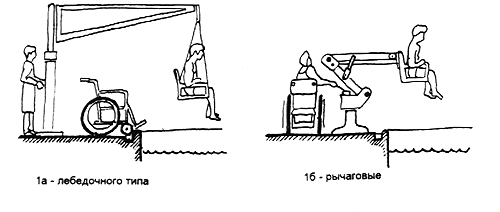 1а - лебедочного типа
1б - рычаговые